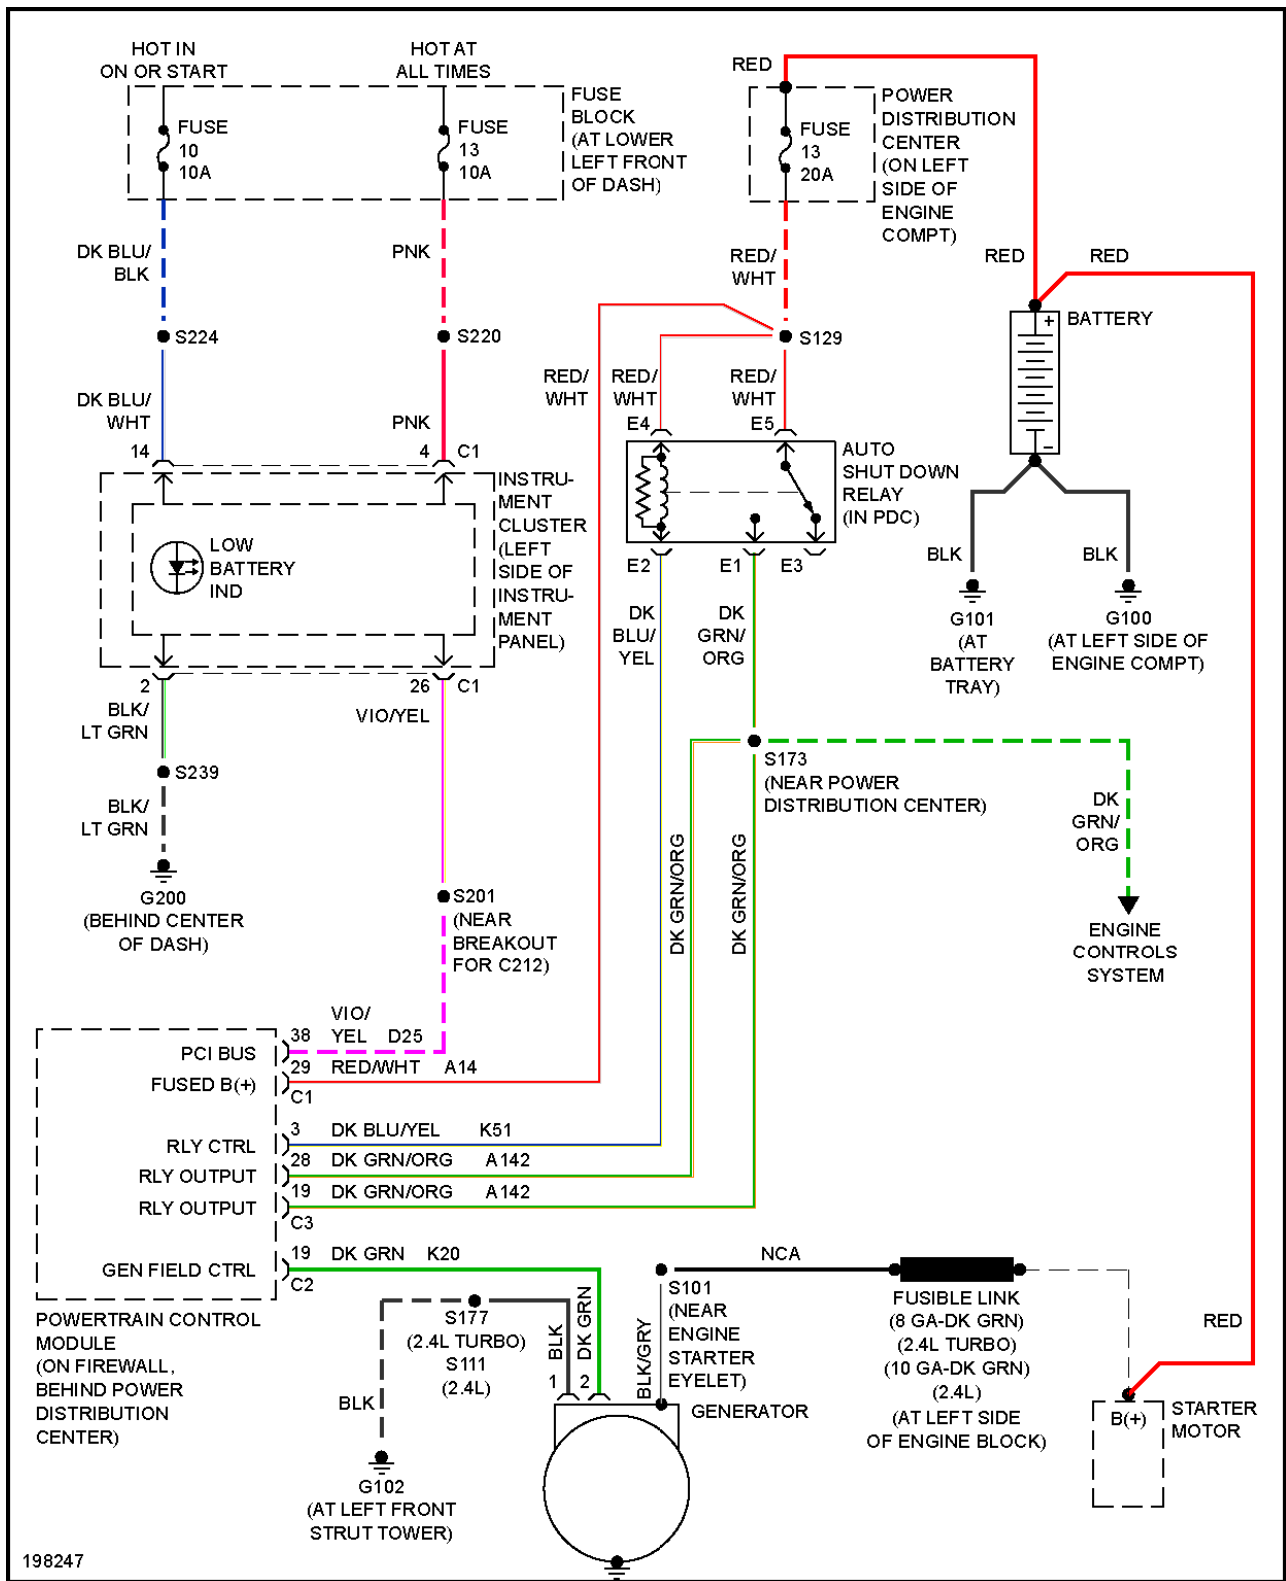 HOT IN
ON OR START
HOT AT
ALL TIMES
FUSE
10
10A
FUSE
13
10A
FUSE
BLOCK
(AT LOWER
LEFT FRONT
OF DASH)
RED
FUSE
13
20A
POWER
DISTRIBUTION
CENTER
(ON LEFT
SIDE OF
ENGINE
COMPT)
DK BLU/
BLK
PNK
RED/
WHT
RED
RED
S224
S220
S129
+ BATTERY
–
DK BLU/
WHT
PNK
RED/
WHT
RED/
WHT
RED/
WHT
14
4
C1
E4
E5
INSTRU-
MENT
CLUSTER
(LEFT
SIDE OF
INSTRU-
MENT
PANEL)
LOW
BATTERY
IND
AUTO
SHUT DOWN
RELAY
(IN PDC)
E2
E1
E3
BLK
BLK
G101
(AT
BATTERY
TRAY)
G100
(AT LEFT SIDE OF
ENGINE COMPT)
2
26
C1
BLK/
LT GRN
VIO/YEL
DK
BLU/
YEL
DK
GRN/
ORG
S239
BLK/
LT GRN
G200
(BEHIND CENTER
OF DASH)
S173
(NEAR POWER
DISTRIBUTION CENTER)
DK
GRN/
ORG
DK GRN/ORG
DK GRN/ORG
ENGINE
CONTROLS
SYSTEM
S201
(NEAR
BREAKOUT
FOR C212)
PCI BUS
38
VIO/
YEL
D25
FUSED B(+)
29
RED/WHT
A14
C1
RLY CTRL
3
DK BLU/YEL
K51
RLY OUTPUT
28
DK GRN/ORG
A142
RLY OUTPUT
19
DK GRN/ORG
A142
C3
GEN FIELD CTRL
19
DK GRN
K20
C2
POWERTRAIN CONTROL
MODULE
(ON FIREWALL,
BEHIND POWER
DISTRIBUTION
CENTER)
S177
(2.4L TURBO)
S111
(2.4L)
BLK
G102
(AT LEFT FRONT
STRUT TOWER)
BLK
DK GRN
1
2
BLK/GRY
S101
(NEAR
ENGINE
STARTER
EYELET)
GENERATOR
NCA
FUSIBLE LINK
(8 GA-DK GRN)
(2.4L TURBO)
(10 GA-DK GRN)
(2.4L)
(AT LEFT SIDE
OF ENGINE BLOCK)
RED
B(+)
STARTER
MOTOR
198247